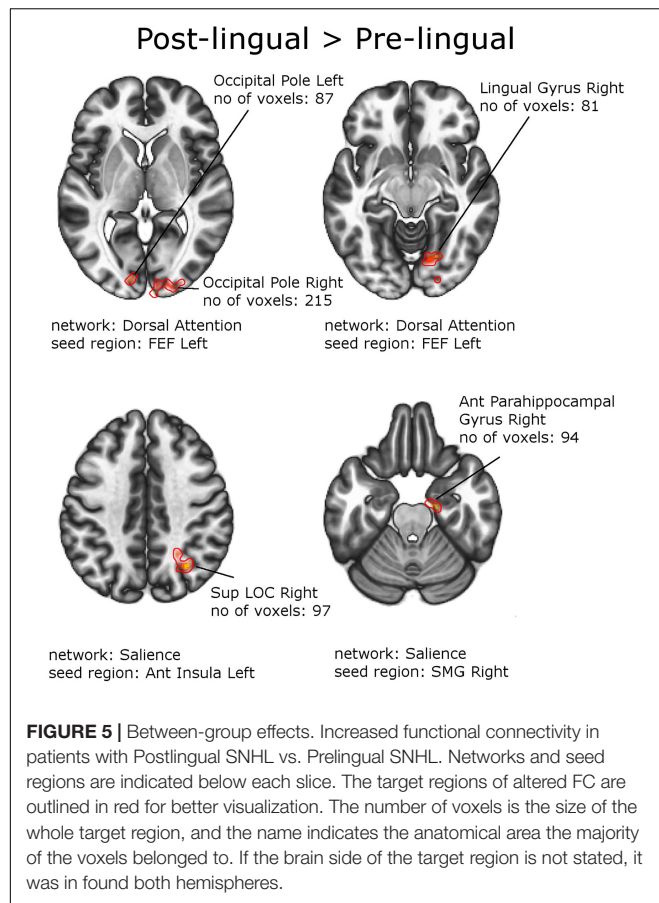 Post-lingual > Pre-lingual
Occipital Pole Left
no of voxels: 87
Lingual Gyrus Right
no of voxels: 81
Occipital Pole Right
no of voxels: 215
network: Dorsal Attention
seed region: FEF Left
network: Dorsal Attention
seed region: FEF Left
Ant Parahippocampal
Gyrus Right
no of voxels: 94
Sup LOC Right
no of voxels: 97
network: Salience
seed region: Ant Insula Left
network: Salience
seed region: SMG Right
FIGURE 5 | Between-group effects. Increased functional connectivity in
patients with Postlingual SNHL vs. Prelingual SNHL. Networks and seed
regions are indicated below each slice. The target regions of altered FC are
outlined in red for better visualization. The number of voxels is the size of the
whole target region, and the name indicates the anatomical area the majority
of the voxels belonged to. If the brain side of the target region is not stated, it
was in found both hemispheres.